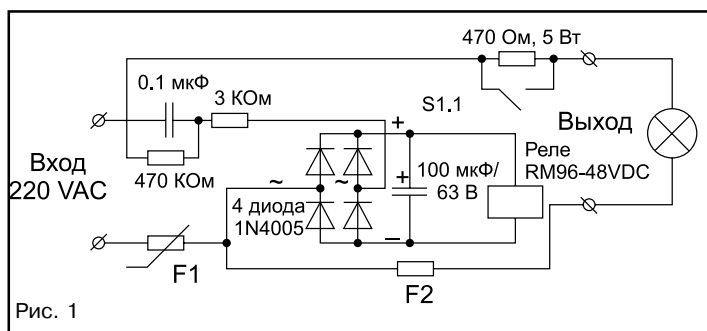 470 Ом, 5 Вт
0.1 мкФ
3 КОм
S1.1
+
Выход
Вход
220 VAC
470 КОм
~
~
+
100 мкФ/
63 В
Реле
RM96-48VDC
4 диода
1N4005
–
F1
F2
Рис. 1